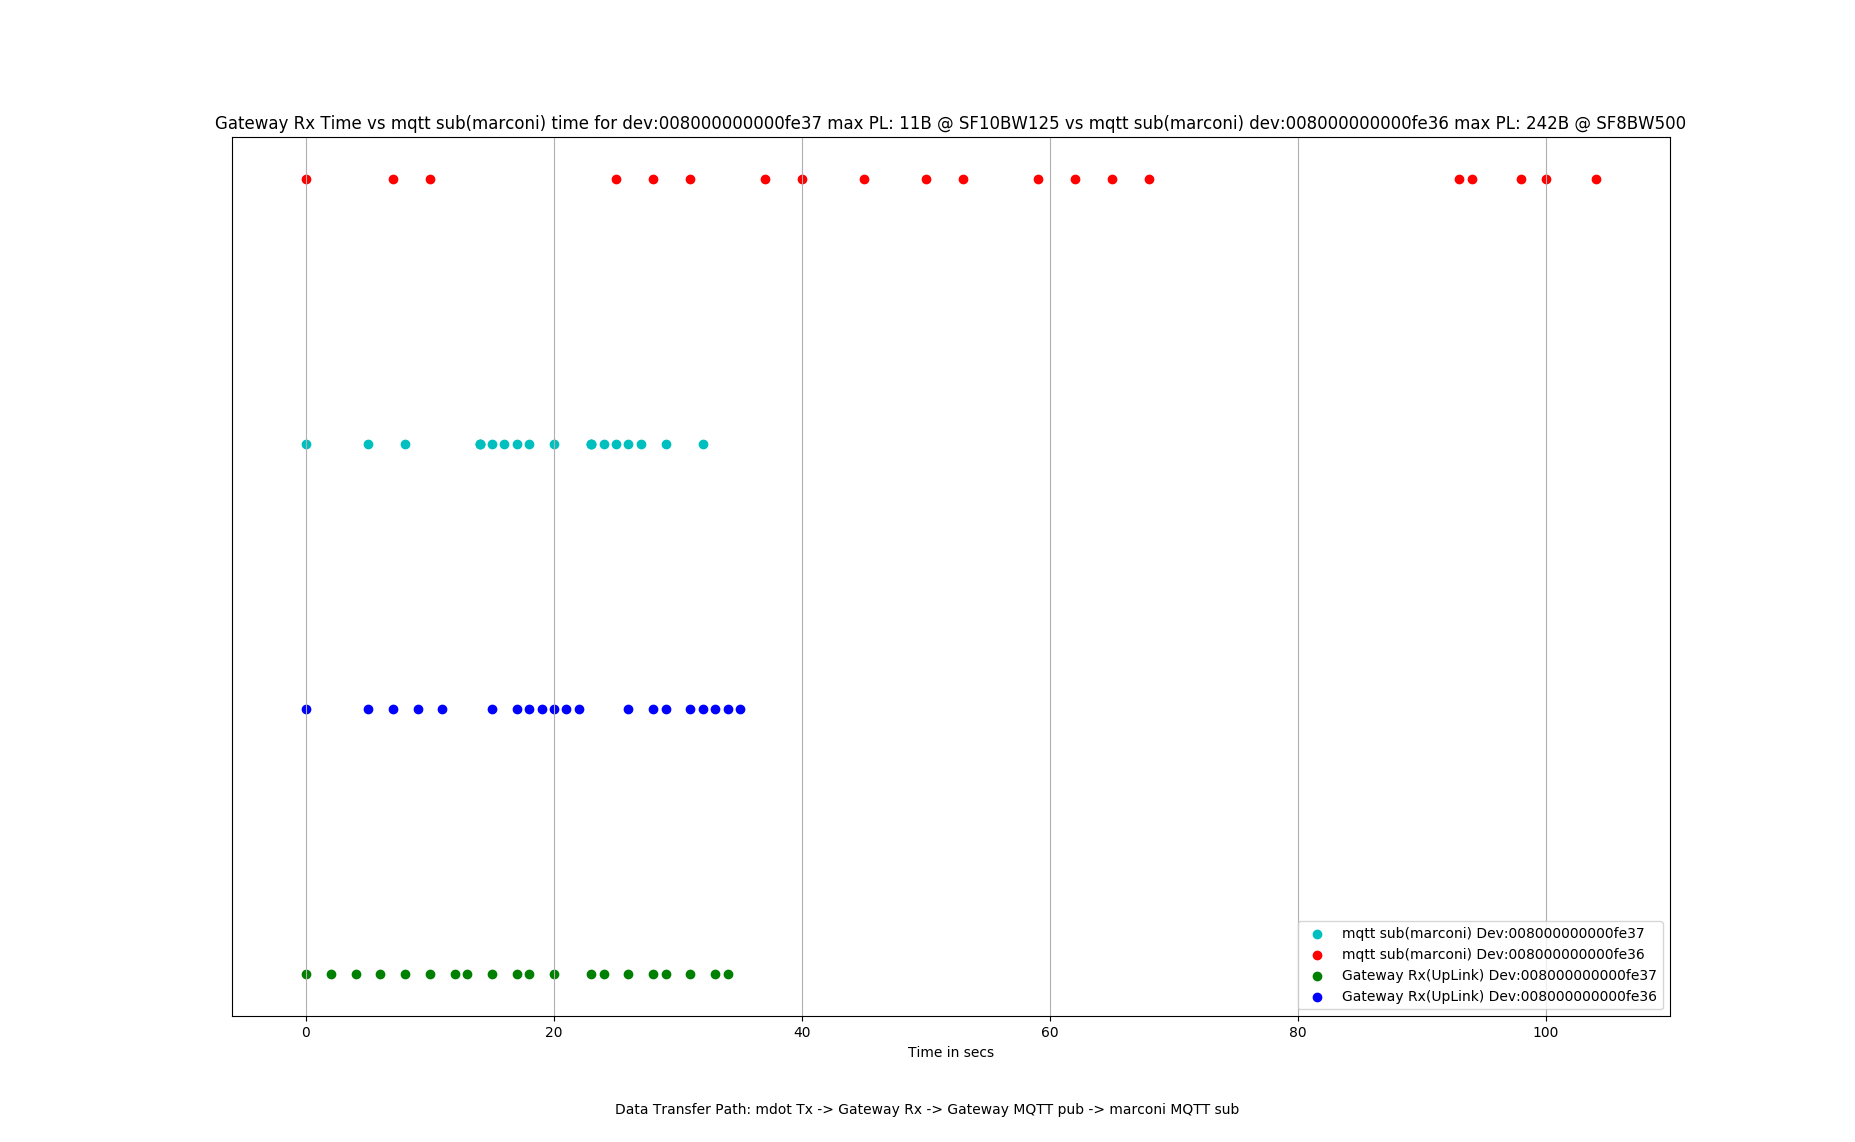 Gateway Rx Time vs mqtt sub(marconi) time for dev:008000000000fe37 max PL: 11B @ SF10BW125 vs mqtt sub(marconi) dev:008000000000fe36 max PL: 242B @ SF8BW500
mqtt sub(marconi) Dev:008000000000fe37
mqtt sub(marconi) Dev:008000000000fe36
Gateway Rx(UpLink) Dev:008000000000fe37
Gateway Rx(UpLink) Dev:008000000000fe36
0 20 40 60 80 100
Time in secs
Data Transfer Path: mdot Tx -> Gateway Rx -> Gateway MQTT pub -> marconi MQTT sub